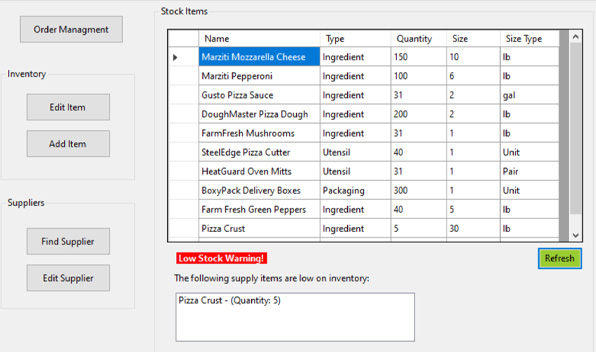 Order Managment
Inventory
Edit Item
Add Item
Suppliers
Find Supplier
Edit Supplier
Stock Items
Name Type Quantity Size Size Type
Marziti Mozzarella Cheese Ingredient 150 10 lb
Marziti Pepperoni Ingredient 100 6 lb
Gusto Pizza Sauce Ingredient 31 2 gal
DoughMaster Pizza Dough Ingredient 200 2 lb
FarmFresh Mushrooms Ingredient 31 1 lb
SteelEdge Pizza Cutter Utensil 40 1 Unit
HeatGuard Oven Mitts Utensil 31 1 Pair
BoxyPack Delivery Boxes Packaging 300 1 Unit
Farm Fresh Green Peppers Ingredient 40 5 lb
Pizza Crust Ingredient 5 30 lb
Low Stock Warning!
Refresh
The following supply items are low on inventory:
Pizza Crust - (Quantity: 5)